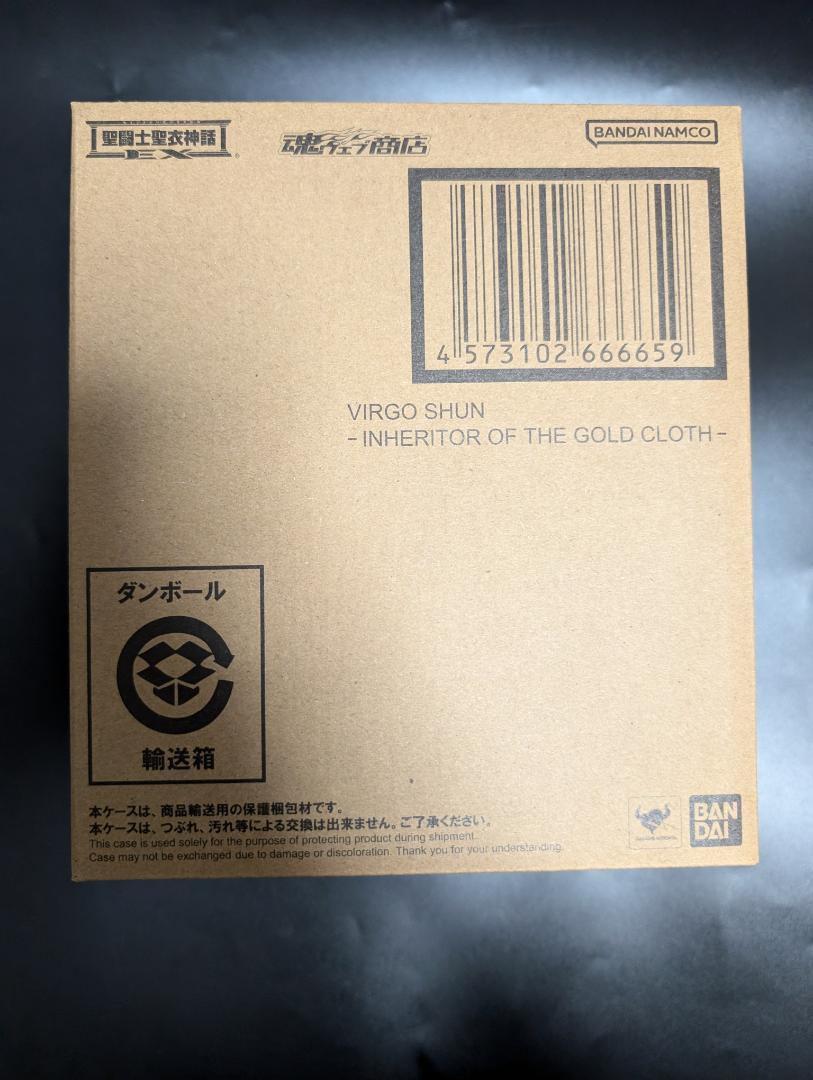 聖闘士聖衣神話
EX
魂ウェブ商店
BANDAI NAMCO
4 573102 666659
VIRGO SHUN
-INHERITOR OF THE GOLD CLOTH-
ダンボール
輸送箱
本ケースは、商品輸送用の保護梱包材です。
本ケースは、つぶれ、汚れ等による交換は出来ません。ご了承ください。
This case is used solely for the purpose of protecting product during shipment.
Case may not be exchanged due to damage or discoloration. Thank you for your understanding.
BAN
DAI